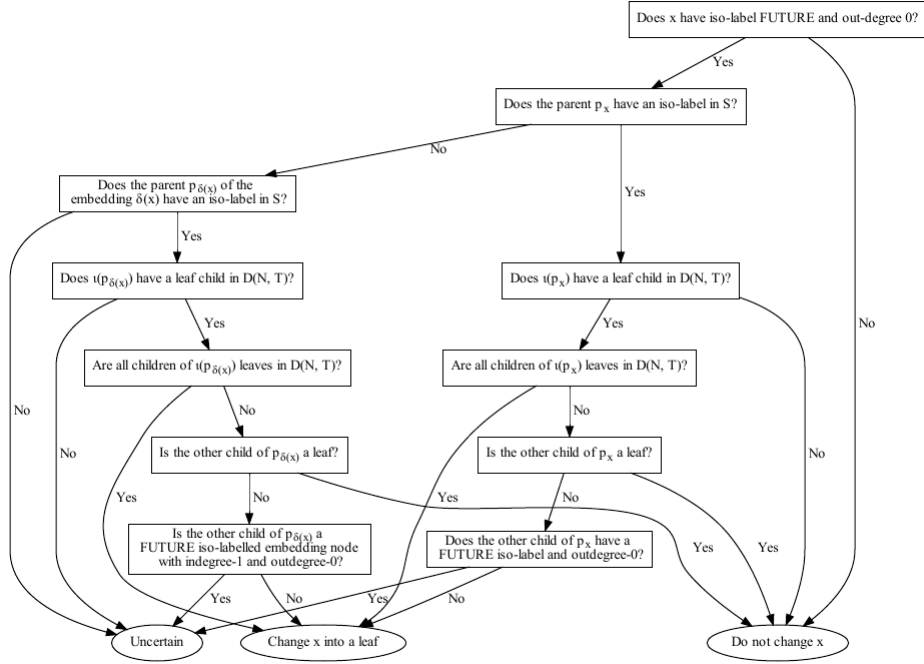 Does x have iso-label FUTURE and out-degree 0?
Yes
Does the parent pₓ have an iso-label in S?
No
Does the parent p_δ(x) of the
embedding δ(x) have an iso-label in S?
Yes
Yes
Does ι(p_δ(x)) have a leaf child in D(N, T)?
Does ι(pₓ) have a leaf child in D(N, T)?
No
Yes
Yes
Are all children of ι(p_δ(x)) leaves in D(N, T)?
Are all children of ι(pₓ) leaves in D(N, T)?
No
No
No
Is the other child of p_δ(x) a leaf?
Is the other child of pₓ a leaf?
No
No
Yes
No
Yes
No
Is the other child of p_δ(x) a
FUTURE iso-labelled embedding node
with indegree-1 and outdegree-0?
Does the other child of pₓ have a
FUTURE iso-label and outdegree-0?
Yes
Yes
Yes
No
Yes
No
Uncertain
Change x into a leaf
Do not change x